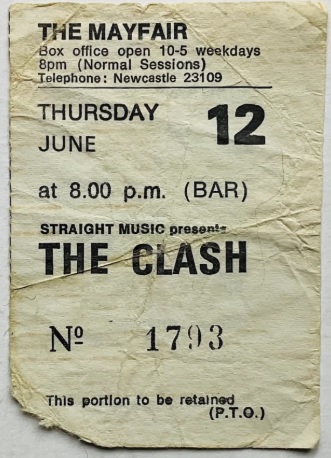 THE MAYFAIR
Box office open 10-5 weekdays
8pm (Normal Sessions)
Telephone: Newcastle 23109
THURSDAY 12
JUNE
at 8.00 p.m. (BAR)
STRAIGHT MUSIC presents
THE CLASH
Nº 1793
This portion to be retained
(P.T.O.)